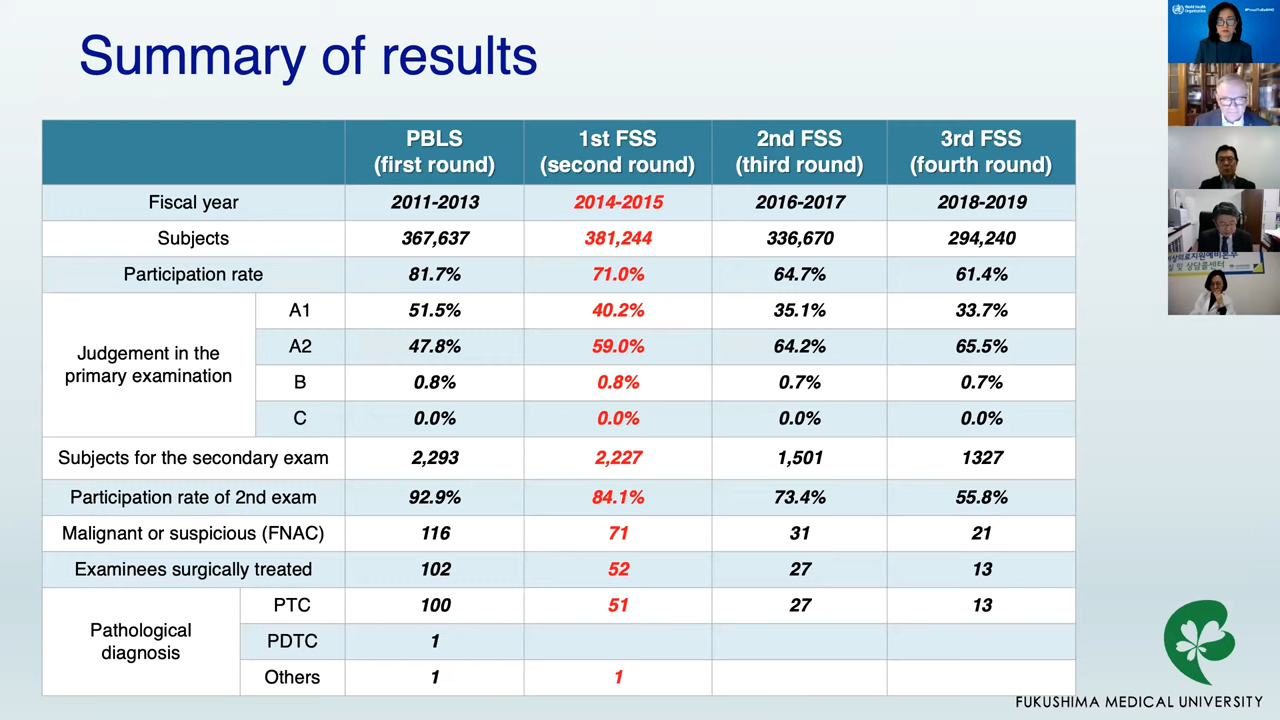 Summary of results
PBLS
(first round)
1st FSS
(second round)
2nd FSS
(third round)
3rd FSS
(fourth round)
Fiscal year
2011-2013
2014-2015
2016-2017
2018-2019
Subjects
367,637
381,244
336,670
294,240
Participation rate
81.7%
71.0%
64.7%
61.4%
Judgement in the
primary examination
A1
51.5%
40.2%
35.1%
33.7%
A2
47.8%
59.0%
64.2%
65.5%
B
0.8%
0.8%
0.7%
0.7%
C
0.0%
0.0%
0.0%
0.0%
Subjects for the secondary exam
2,293
2,227
1,501
1327
Participation rate of 2nd exam
92.9%
84.1%
73.4%
55.8%
Malignant or suspicious (FNAC)
116
71
31
21
Examinees surgically treated
102
52
27
13
Pathological
diagnosis
PTC
100
51
27
13
PDTC
1
Others
1
1
World Health
Organization
FUKUSHIMA MEDICAL UNIVERSITY